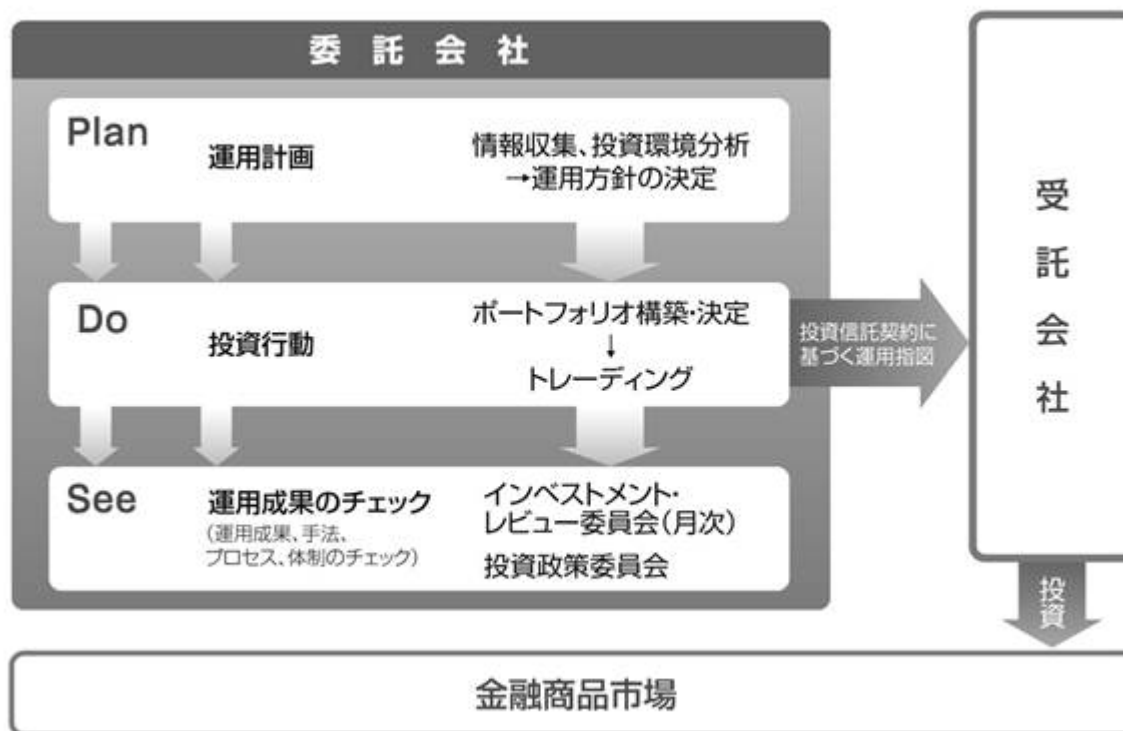 委託会社
Plan
運用計画
情報収集、投資環境分析
→運用方針の決定
Do
投資行動
ポートフォリオ構築・決定
↓
トレーディング
投資信託契約に
基づく運用指図
See
運用成果のチェック
(運用成果、手法、
プロセス、体制のチェック)
インベストメント・
レビュー委員会(月次)
投資政策委員会
受託会社
投資
金融商品市場